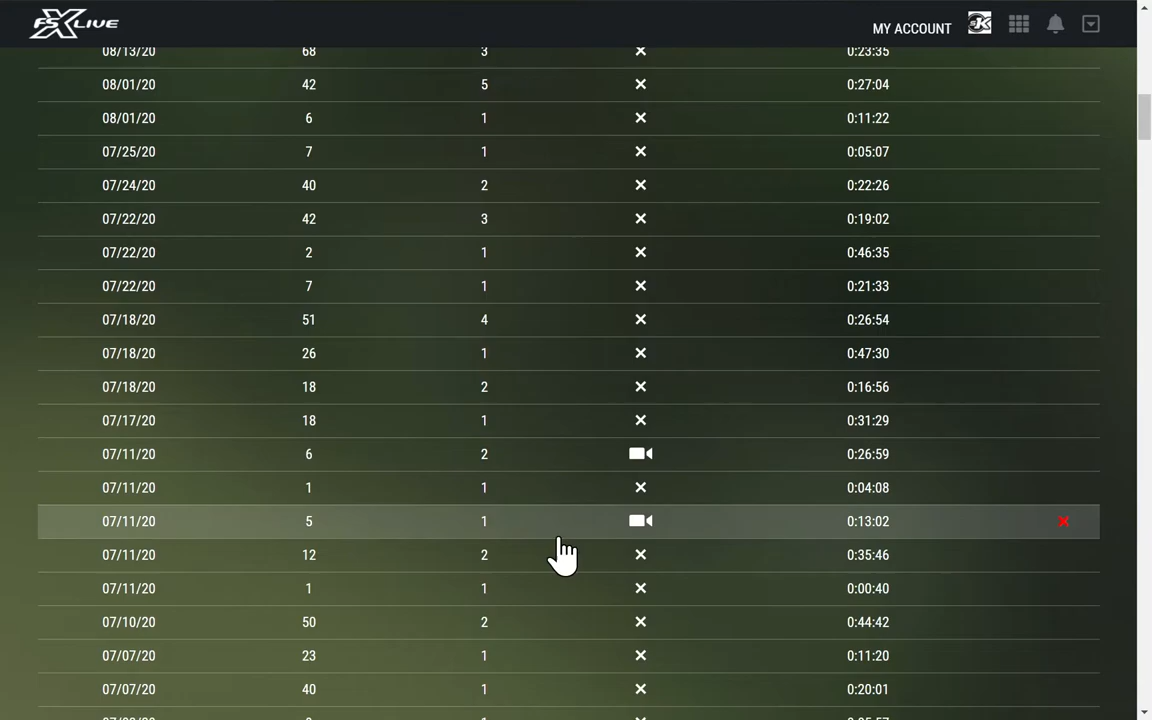 FSX LIVE MY ACCOUNT SK
08/13/20 68 3 0:23:35
08/01/20 42 5 0:27:04
08/01/20 6 1 0:11:22
07/25/20 7 1 0:05:07
07/24/20 40 2 0:22:26
07/22/20 42 3 0:19:02
07/22/20 2 1 0:46:35
07/22/20 7 1 0:21:33
07/18/20 51 4 0:26:54
07/18/20 26 1 0:47:30
07/18/20 18 2 0:16:56
07/17/20 18 1 0:31:29
07/11/20 6 2 0:26:59
07/11/20 1 1 0:04:08
07/11/20 5 1 0:13:02
07/11/20 12 2 0:35:46
07/11/20 1 1 0:00:40
07/10/20 50 2 0:44:42
07/07/20 23 1 0:11:20
07/07/20 40 1 0:20:01